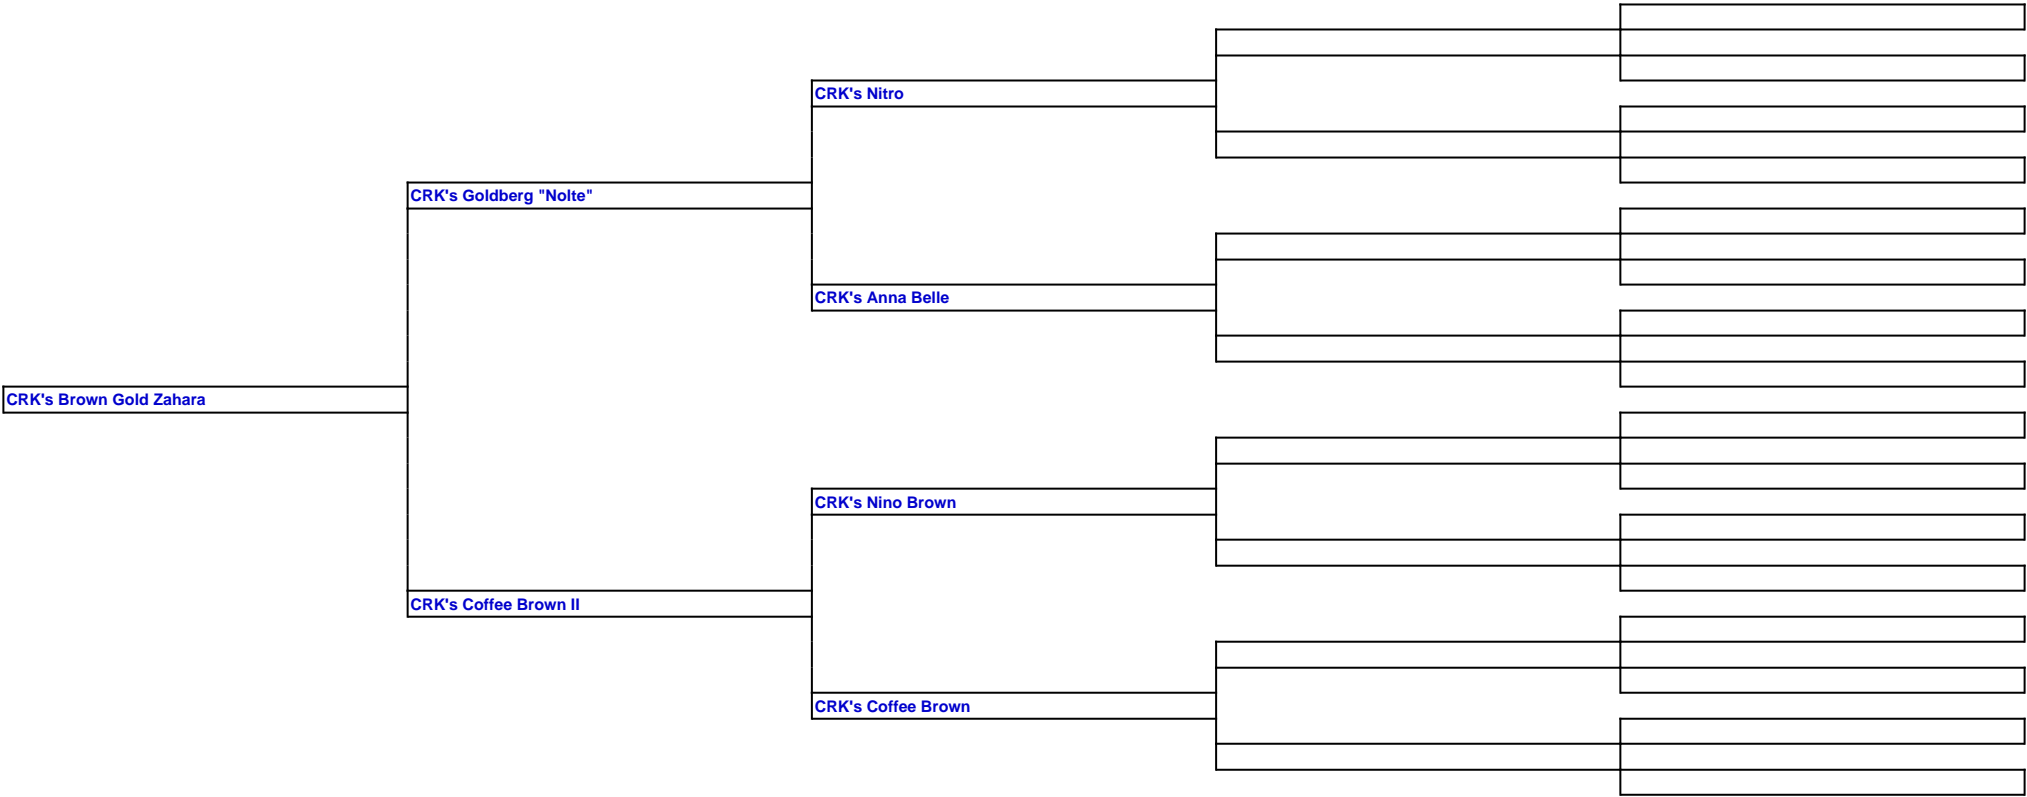 CRK's Nitro
CRK's Goldberg "Nolte"
CRK's Anna Belle
CRK's Brown Gold Zahara
CRK's Nino Brown
CRK's Coffee Brown II
CRK's Coffee Brown